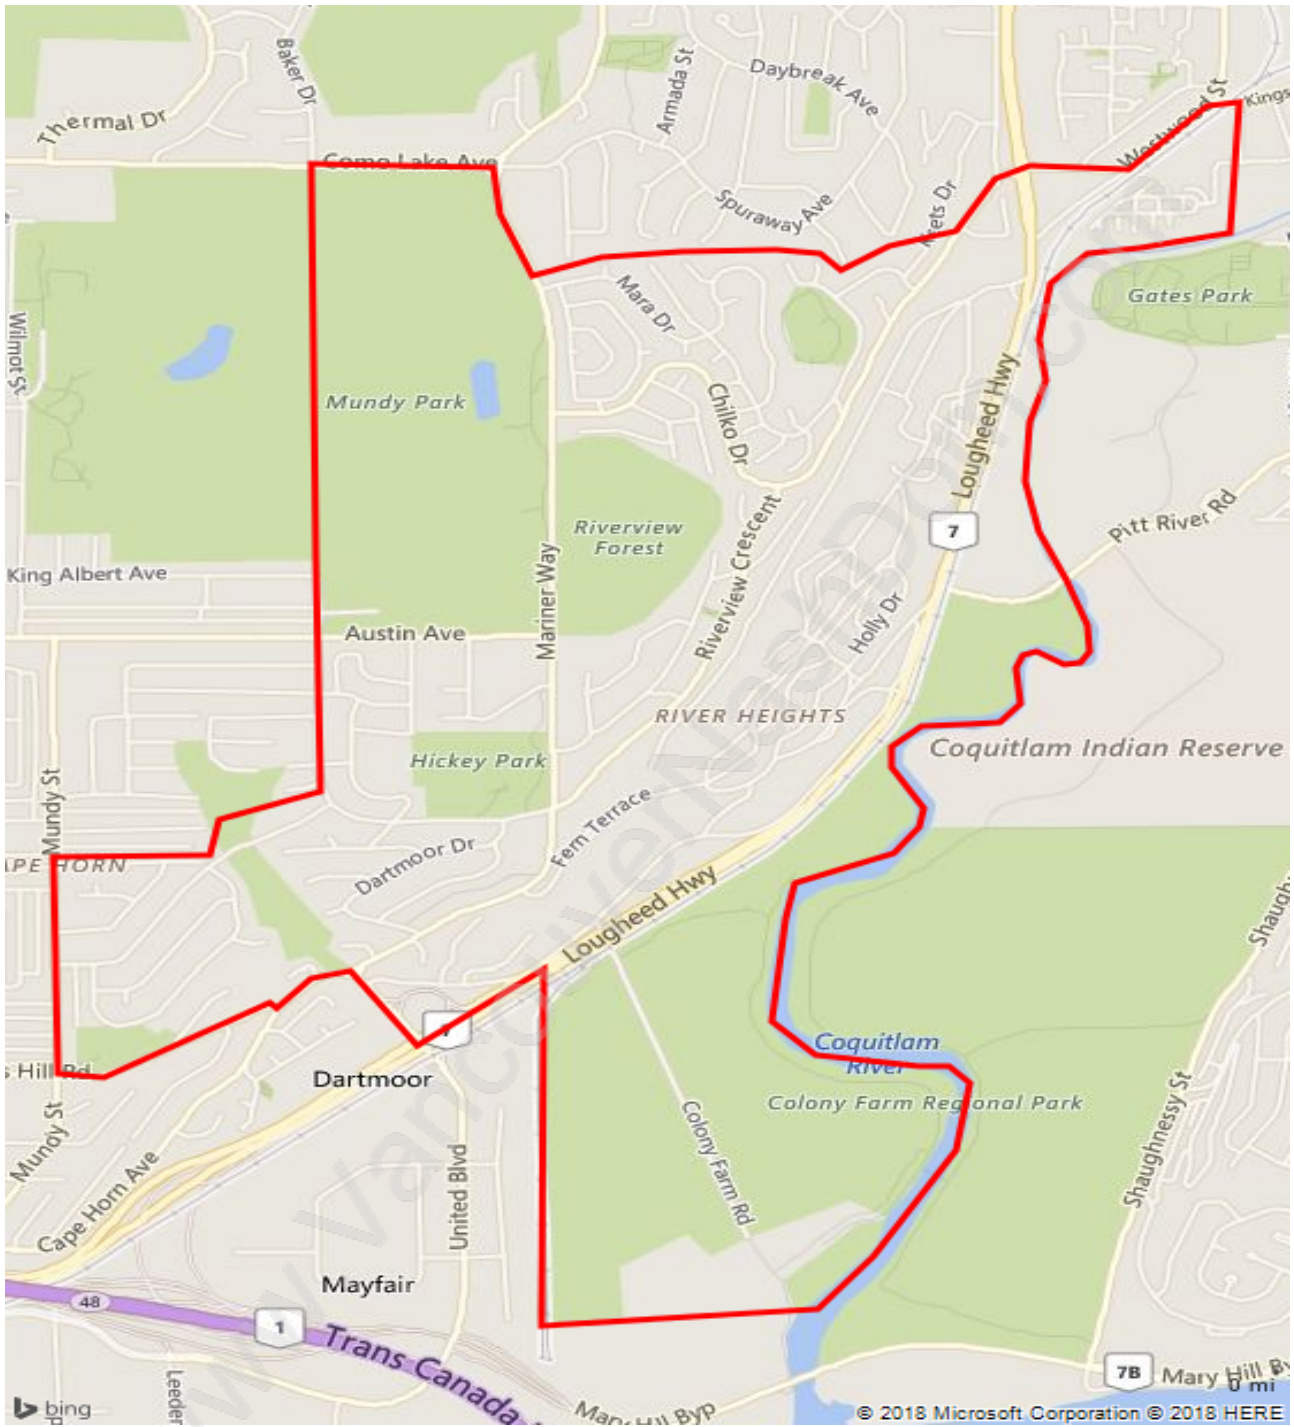 Baker Dr
Armada St
Daybreak Ave
Thermal Dr
Westwood St
Kings
Como Lake Ave
Spuraway Ave
Gates Park
Mara Dr
Wilmot St
Lougheed Hwy
Mundy Park
Chilko Dr
Riverview
Forest
7
Pitt River Rd
King Albert Ave
Mariner Way
Riverview Crescent
Holly Dr
Austin Ave
RIVER HEIGHTS
Coquitlam Indian Reserve
Hickey Park
Mundy St
Fern Terrace
APE HORN
Dartmoor Dr
Lougheed Hwy
Shaugh
7
Coquitlam
River
s Hill Rd
Dartmoor
Colony Farm Regional Park
Mundy St
Cape Horn Ave
United Blvd
Colony Farm Rd
Shaughnessy St
Mayfair
48
1
Trans Canada
7B
Mary Hill By
Leeder
Mary Hill Byp
0 mi
bing
© 2018 Microsoft Corporation © 2018 HERE